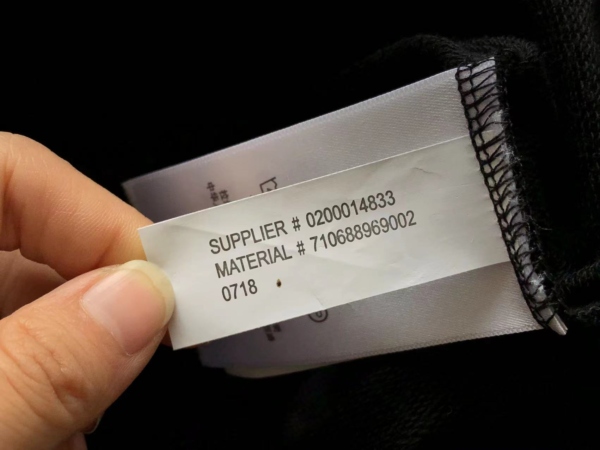 SUPPLIER # 0200014833
MATERIAL # 710688969002
0718